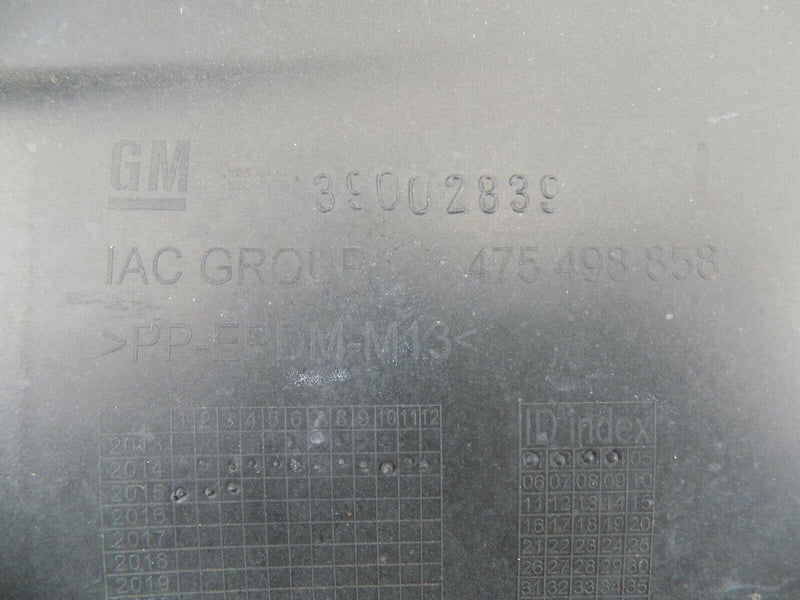 GM 39002839
IAC GROUP 475 498 858
>PP-EPDM-M13<
1 2 3 4 5 6 7 8 9 10 11 12
2013
2014
2015
2016
2017
2018
2019
ID index
05
06 07 08 09 10
11 12 13 14 15
16 17 18 19 20
21 22 23 24 25
26 27 28 29 30
31 32 33 34 35